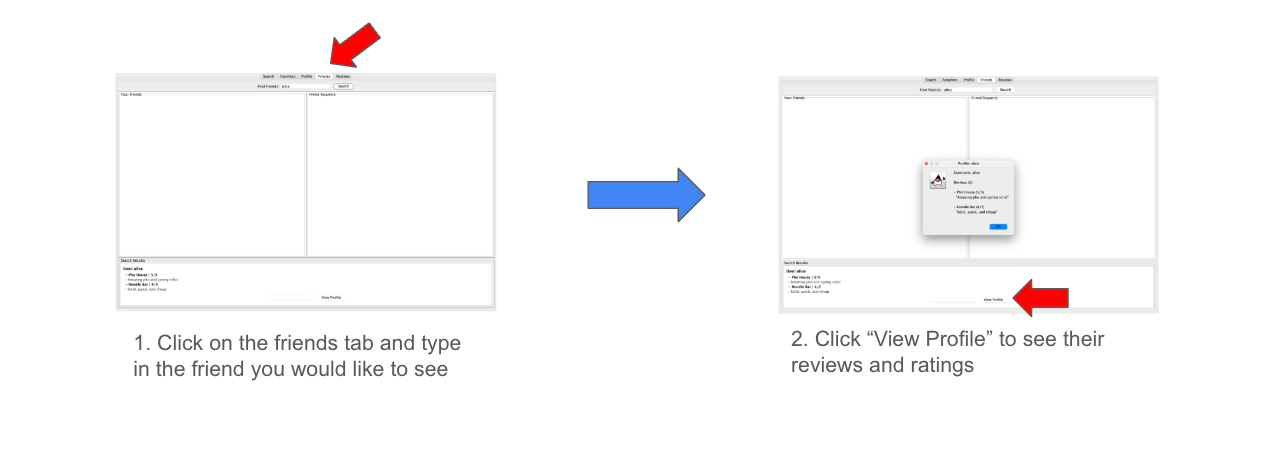 Search Favorites Profile Friends Reviews
Find Friends: alice Search
Your Friends Friend Requests
Search Results
User: alice
- Pho House | 5/5
- Amazing pho and spring rolls!
- Noodle Bar | 4/5
- Solid, quick, and cheap
View Profile
1. Click on the friends tab and type
in the friend you would like to see
Search Favorites Profile Friends Reviews
Find Friends: alice Search
Your Friends Friend Requests
Profile: alice
Username: alice
Reviews (2):
- Pho House (5/5)
"Amazing pho and spring rolls!"
- Noodle Bar (4/5)
"Solid, quick, and cheap"
OK
Search Results
User: alice
- Pho House | 5/5
- Amazing pho and spring rolls!
- Noodle Bar | 4/5
- Solid, quick, and cheap
View Profile
2. Click “View Profile” to see their
reviews and ratings